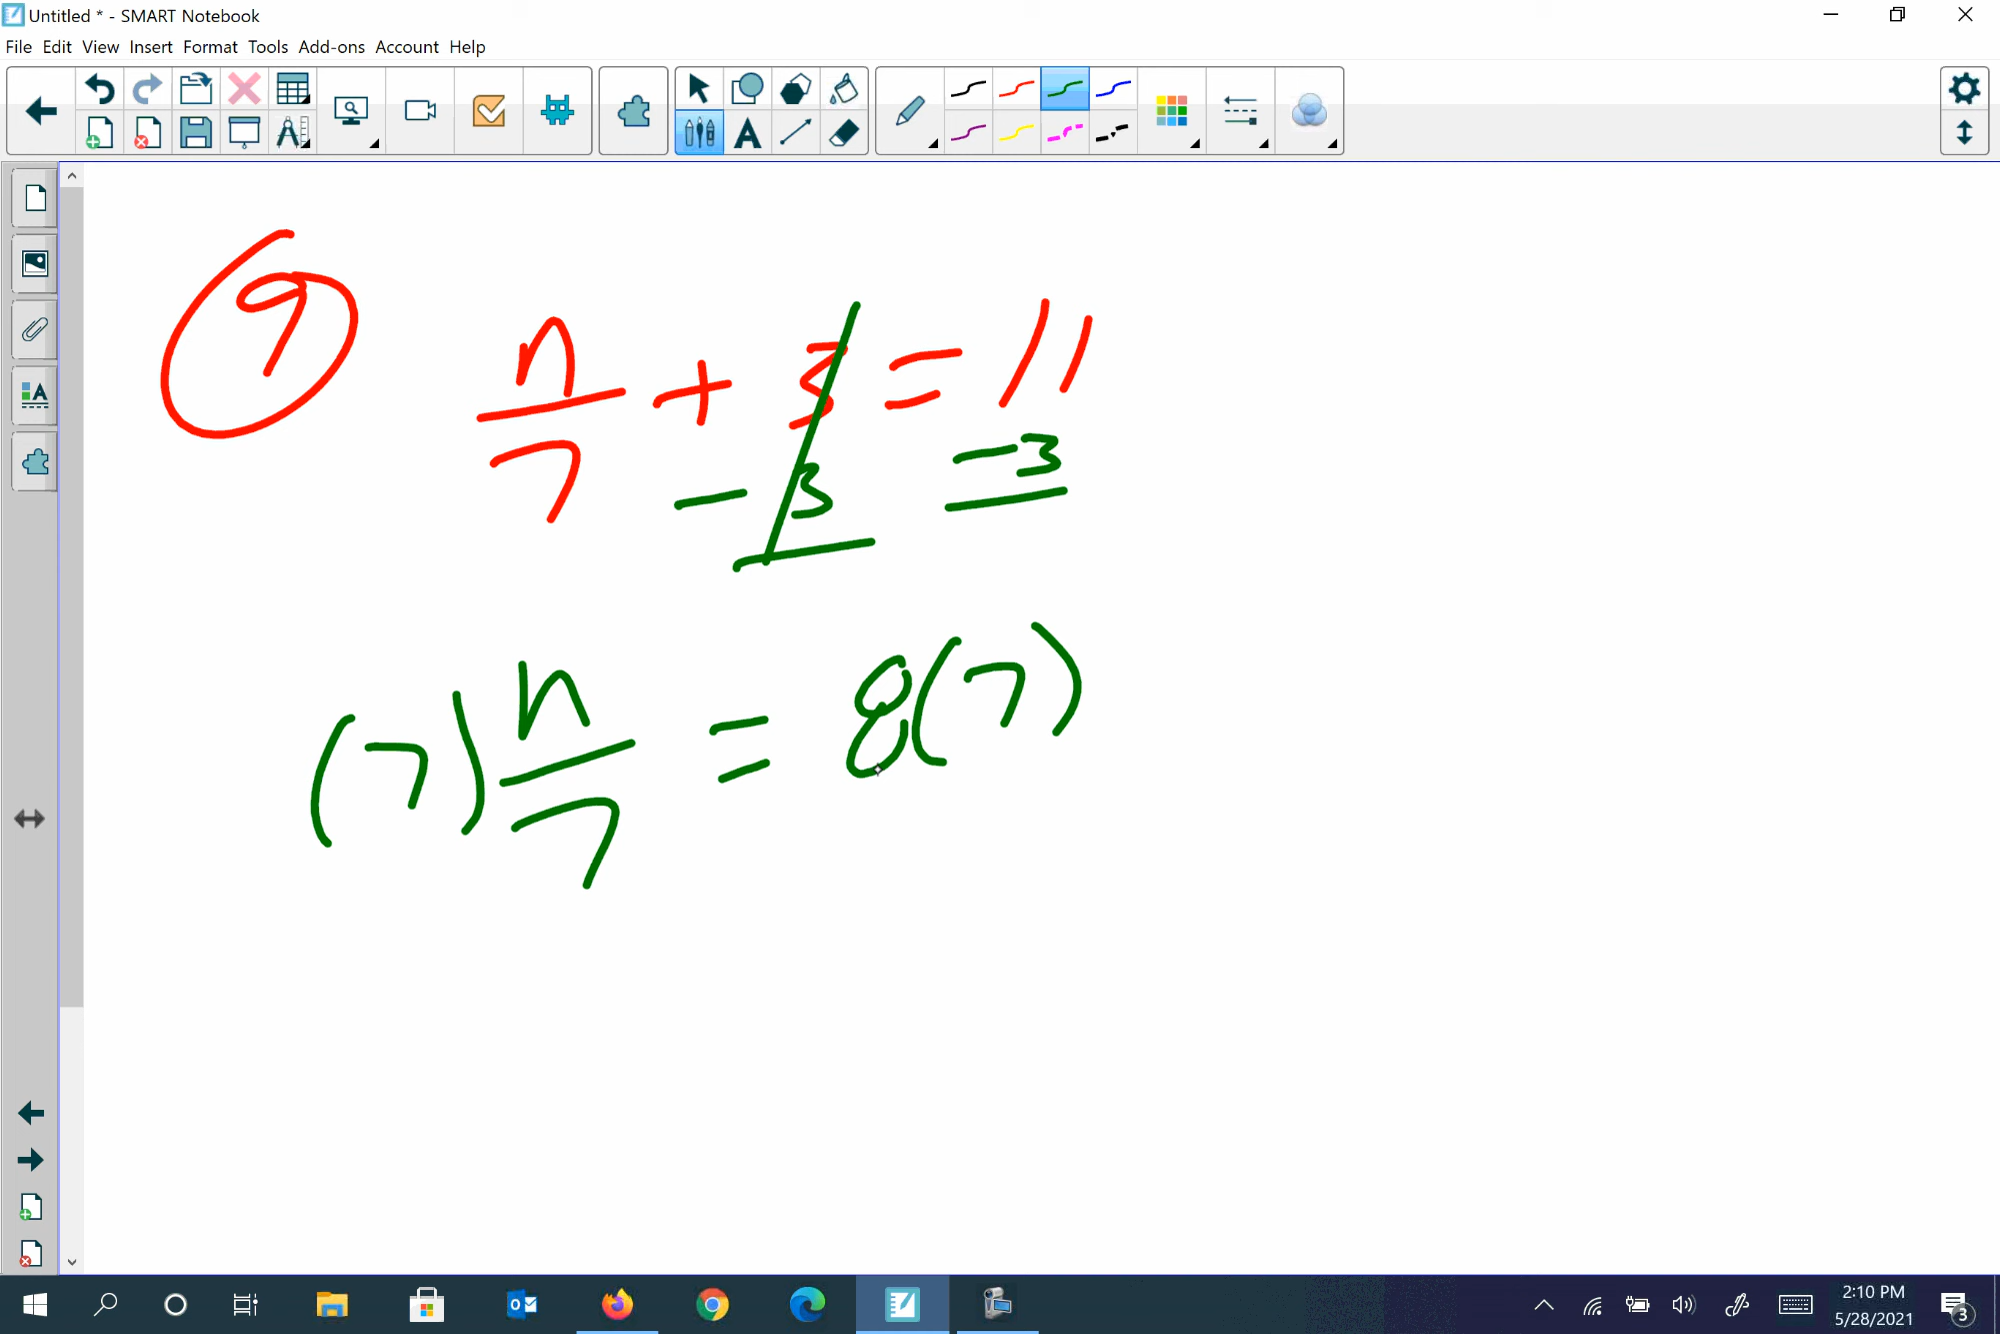 Untitled * - SMART Notebook
File Edit View Insert Format Tools Add-ons Account Help
9
n/7 + 3 = 11
- 3 -3
(7) n/7 = 8(7)
2:10 PM
5/28/2021
3